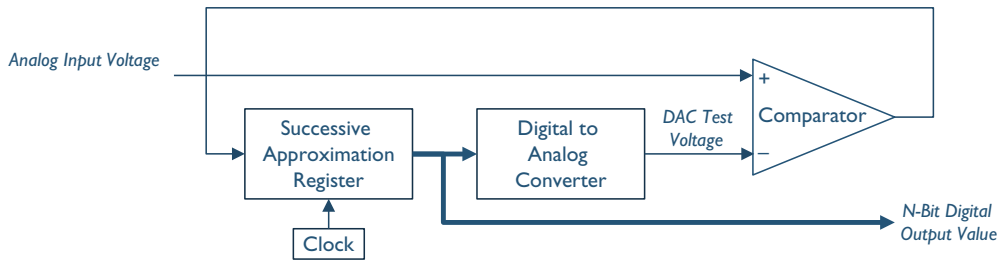 Analog Input Voltage
+
Comparator
−
Successive
Approximation
Register
Digital to
Analog
Converter
DAC Test
Voltage
Clock
N-Bit Digital
Output Value